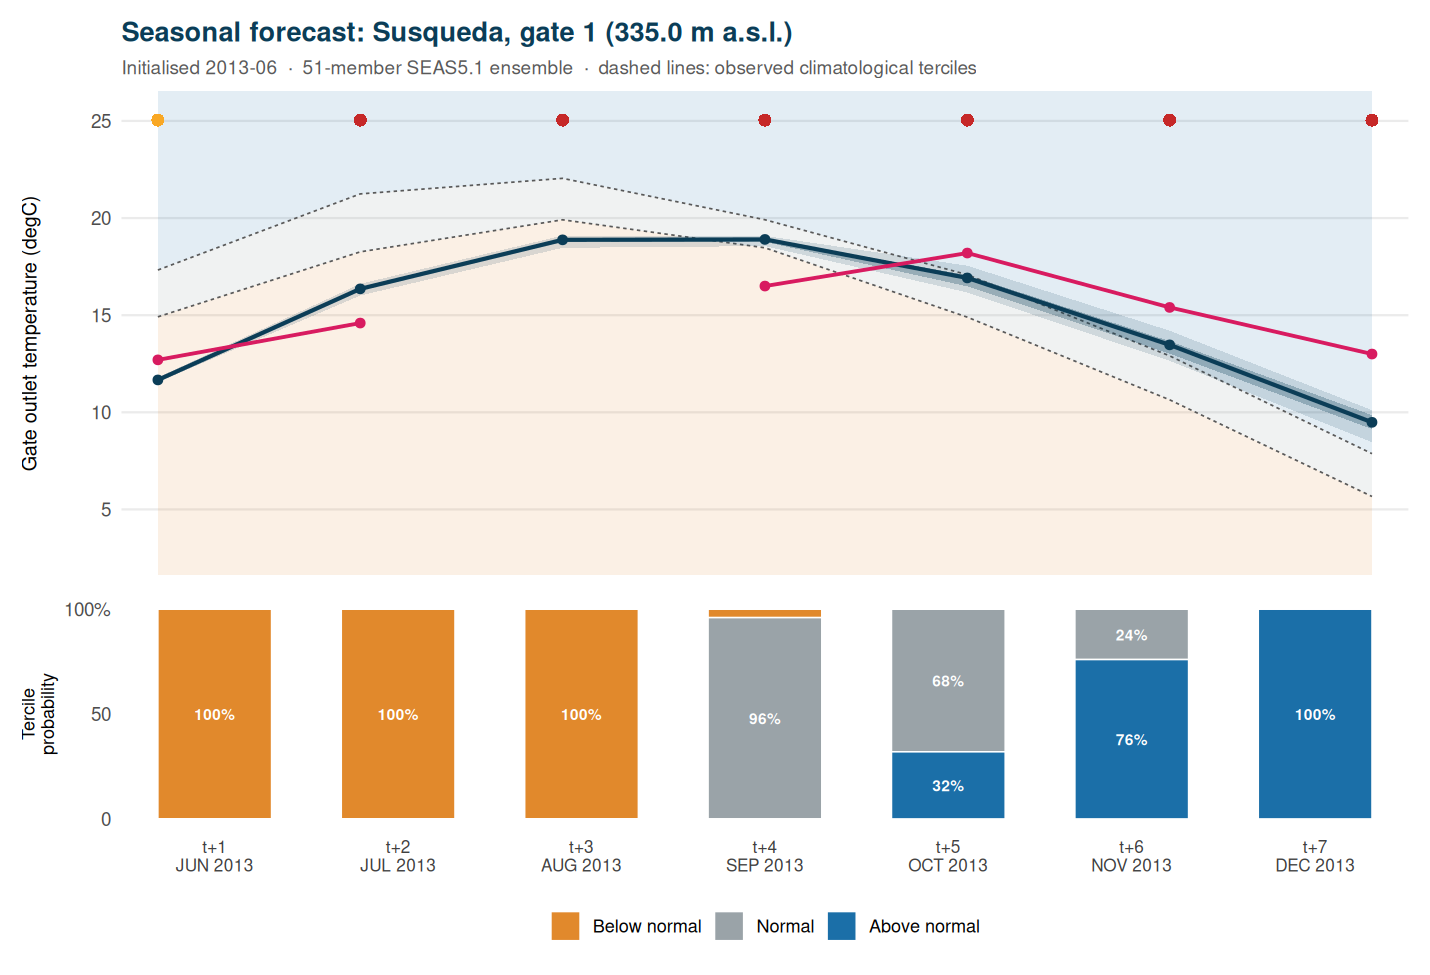 Seasonal forecast: Susqueda, gate 1 (335.0 m a.s.l.)
Initialised 2013-06 · 51-member SEAS5.1 ensemble · dashed lines: observed climatological terciles
Gate outlet temperature (degC)
25
20
15
10
5
Tercile
probability
100%
50
0
100%
100%
100%
96%
68%
32%
24%
76%
100%
t+1
JUN 2013
t+2
JUL 2013
t+3
AUG 2013
t+4
SEP 2013
t+5
OCT 2013
t+6
NOV 2013
t+7
DEC 2013
Below normal
Normal
Above normal